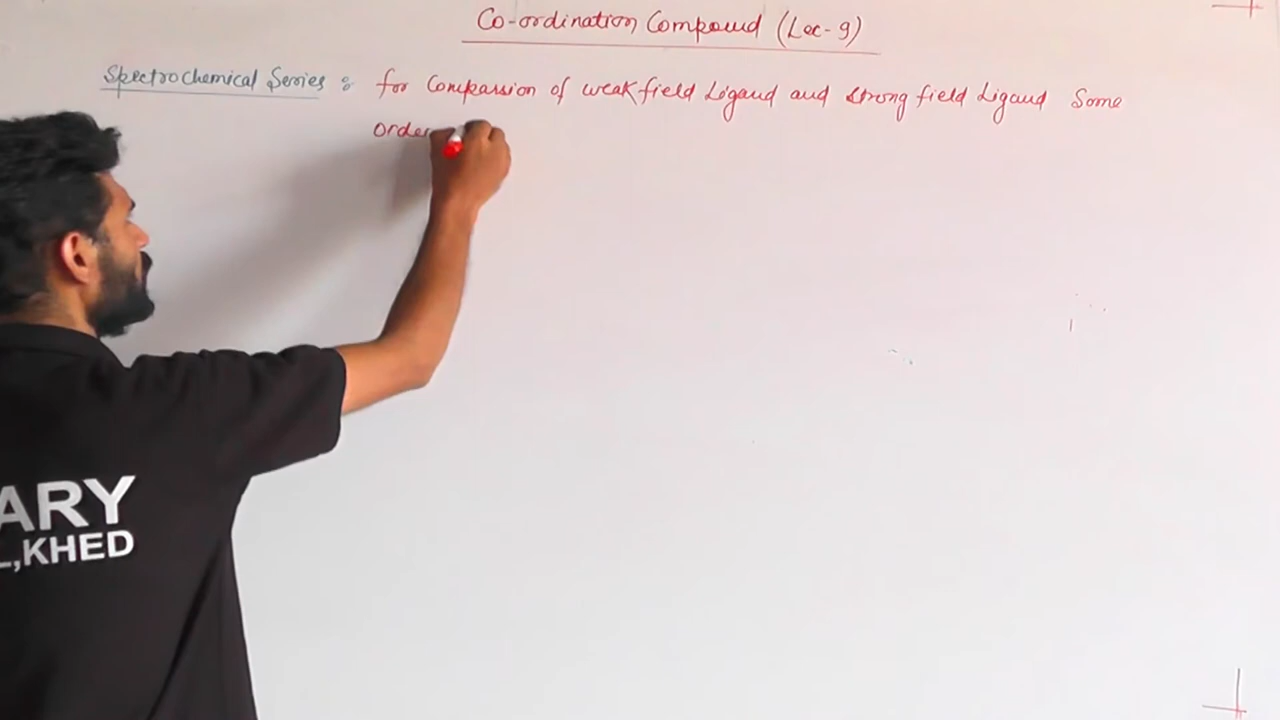 Co-ordination Compound (Lec-9)
Spectrochemical Series : for Comparssion of weak field Ligand and strong field Ligand Some
order
ARY
L,KHED